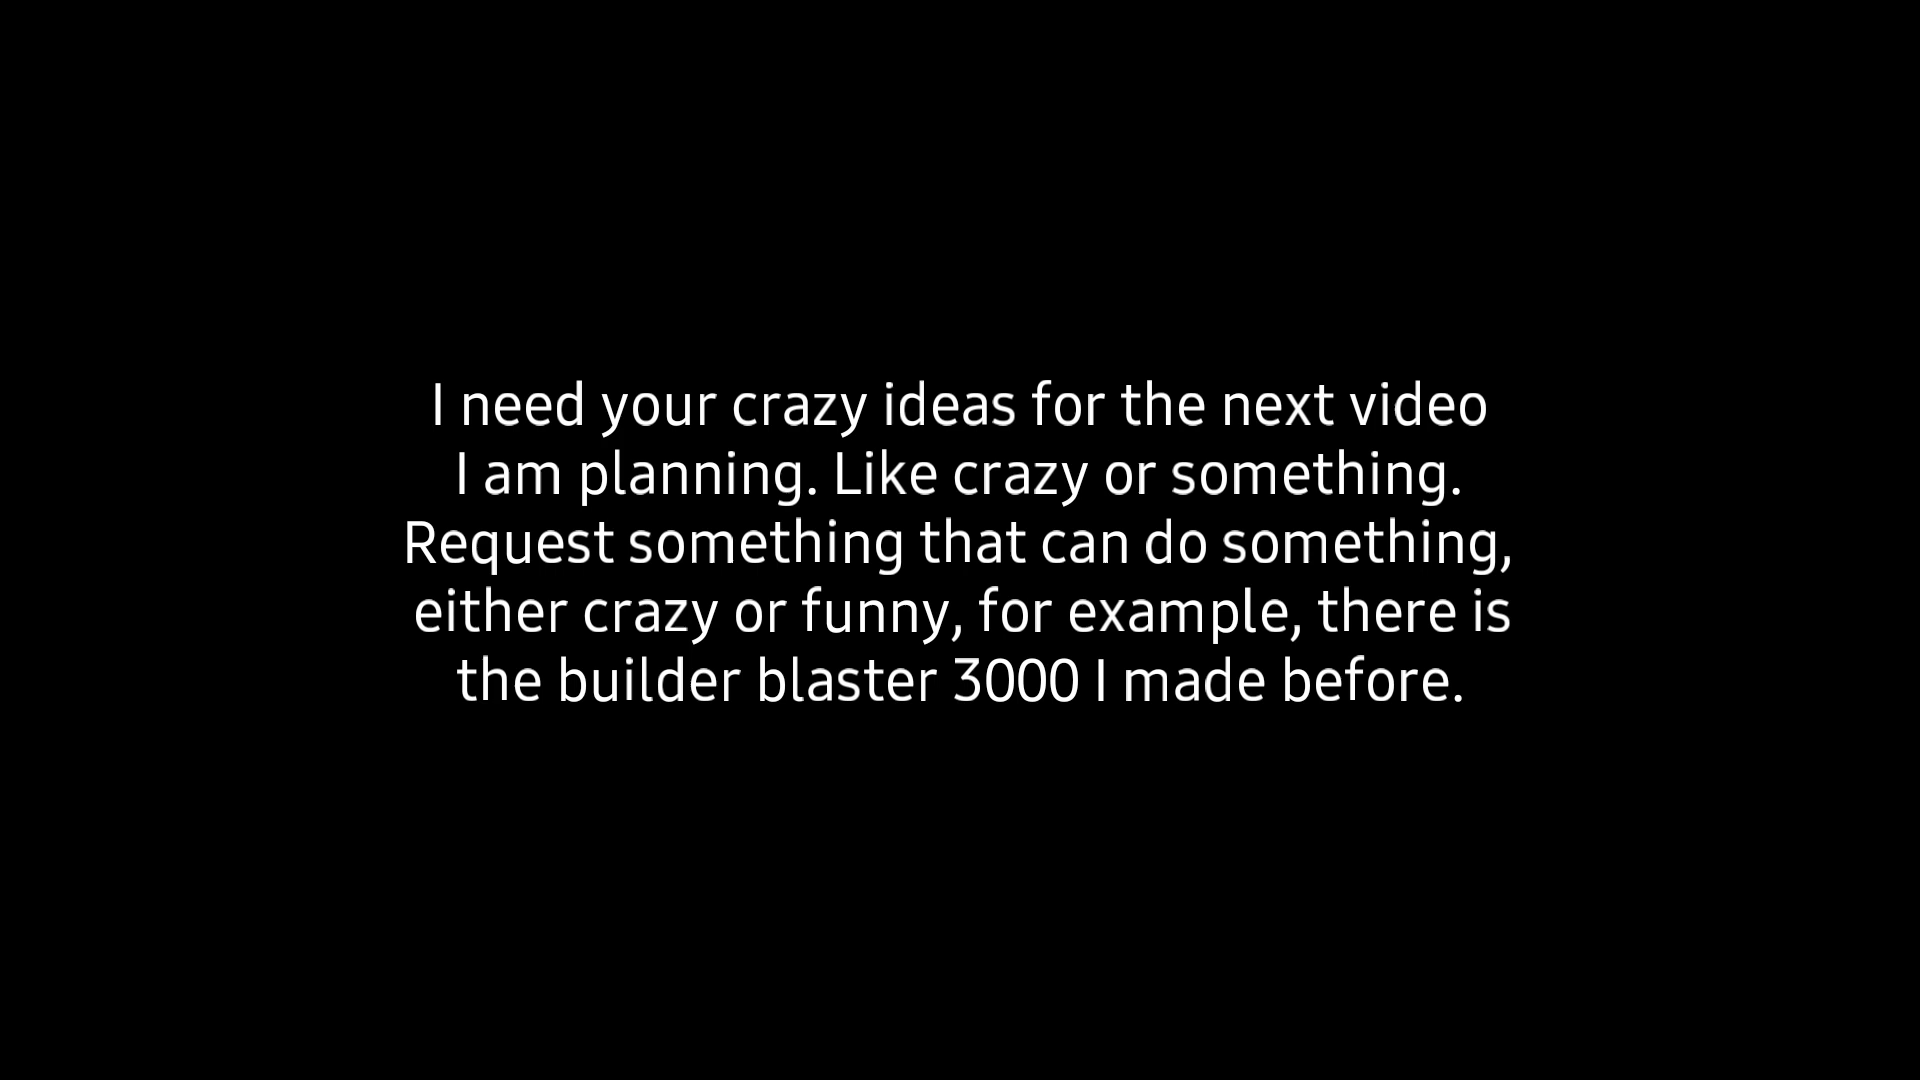 I need your crazy ideas for the next video
I am planning. Like crazy or something.
Request something that can do something,
either crazy or funny, for example, there is
the builder blaster 3000 I made before.